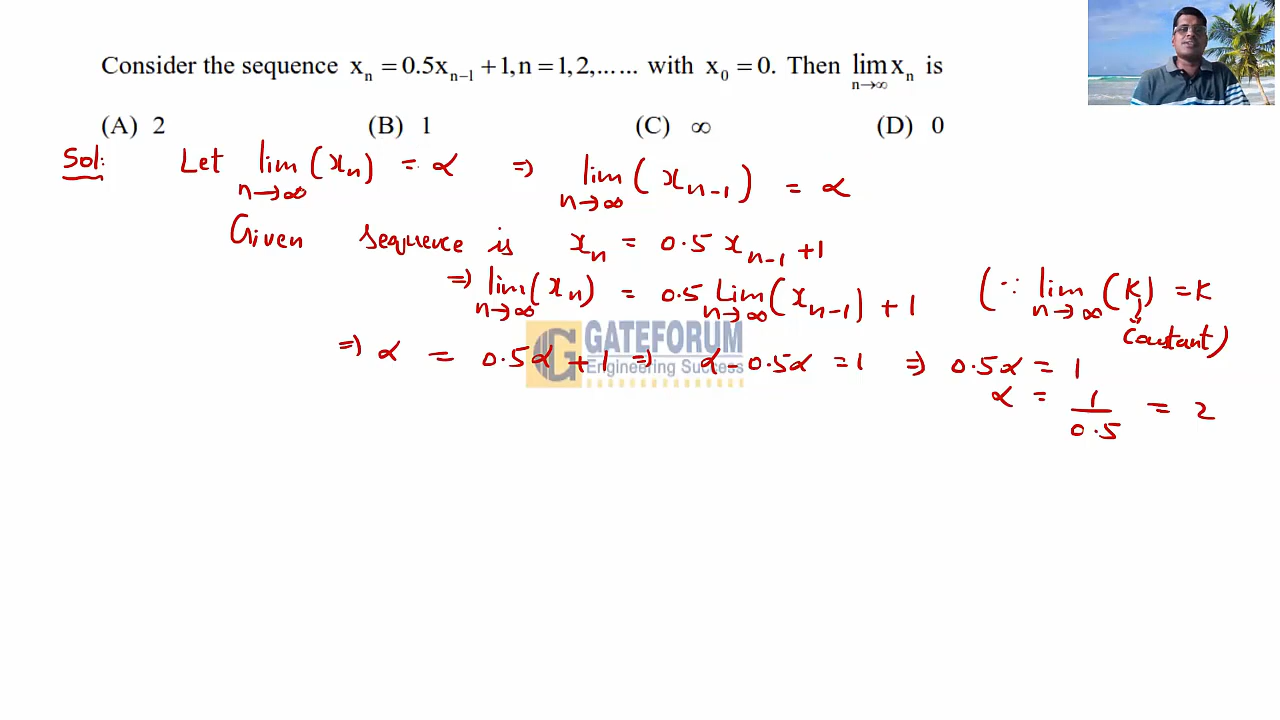 Consider the sequence xₙ = 0.5xₙ₋₁ + 1, n = 1, 2, ...... with x₀ = 0. Then lim n→∞ xₙ is
(A) 2 (B) 1 (C) ∞ (D) 0
Sol: Let lim n→∞ (xₙ) = α ⇒ lim n→∞ (xₙ₋₁) = α
Given sequence is xₙ = 0.5 xₙ₋₁ + 1
⇒ lim n→∞ (xₙ) = 0.5 Lim n→∞ (xₙ₋₁) + 1 (∵ lim n→∞ (K) = K
constant)
⇒ α = 0.5α + 1 ⇒ α - 0.5α = 1 ⇒ 0.5α = 1
α = 1/0.5 = 2
G GATEFORUM
Engineering Success